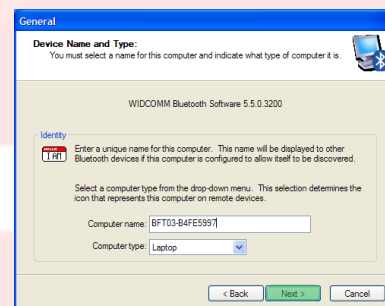 General
Device Name and Type:
You must select a name for this computer and indicate what type of computer it is.
WIDCOMM Bluetooth Software 5.5.0.3200
Identity
HELLO
I AM
Enter a unique name for this computer. This name will be displayed to other
Bluetooth devices if this computer is configured to allow itself to be discovered.
Select a computer type from the drop-down menu. This selection determines the
icon that represents this computer on remote devices.
Computer name: BFT03-B4FE5997
Computer type: Laptop
< Back Next > Cancel